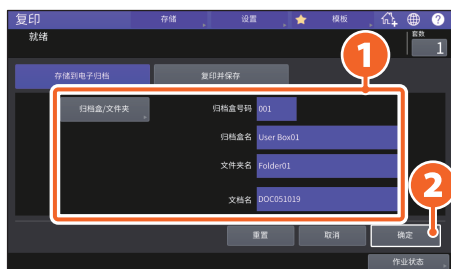 复印 存储 设置 模板
就绪 套数
1
1
存储到电子归档 复印并保存
归档盒/文件夹 归档盒号码 001
归档盒名 User Box01
文件夹名 Folder01
文档名 DOC051019
2
重置 取消 确定
作业状态